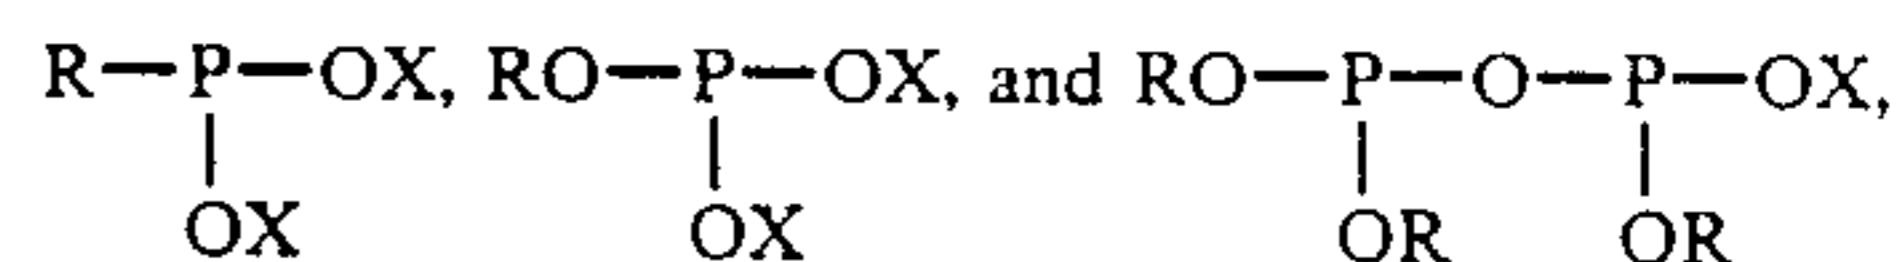 R—P—OX, RO—P—OX, and RO—P—O—P—OX,
OX OX OR OR